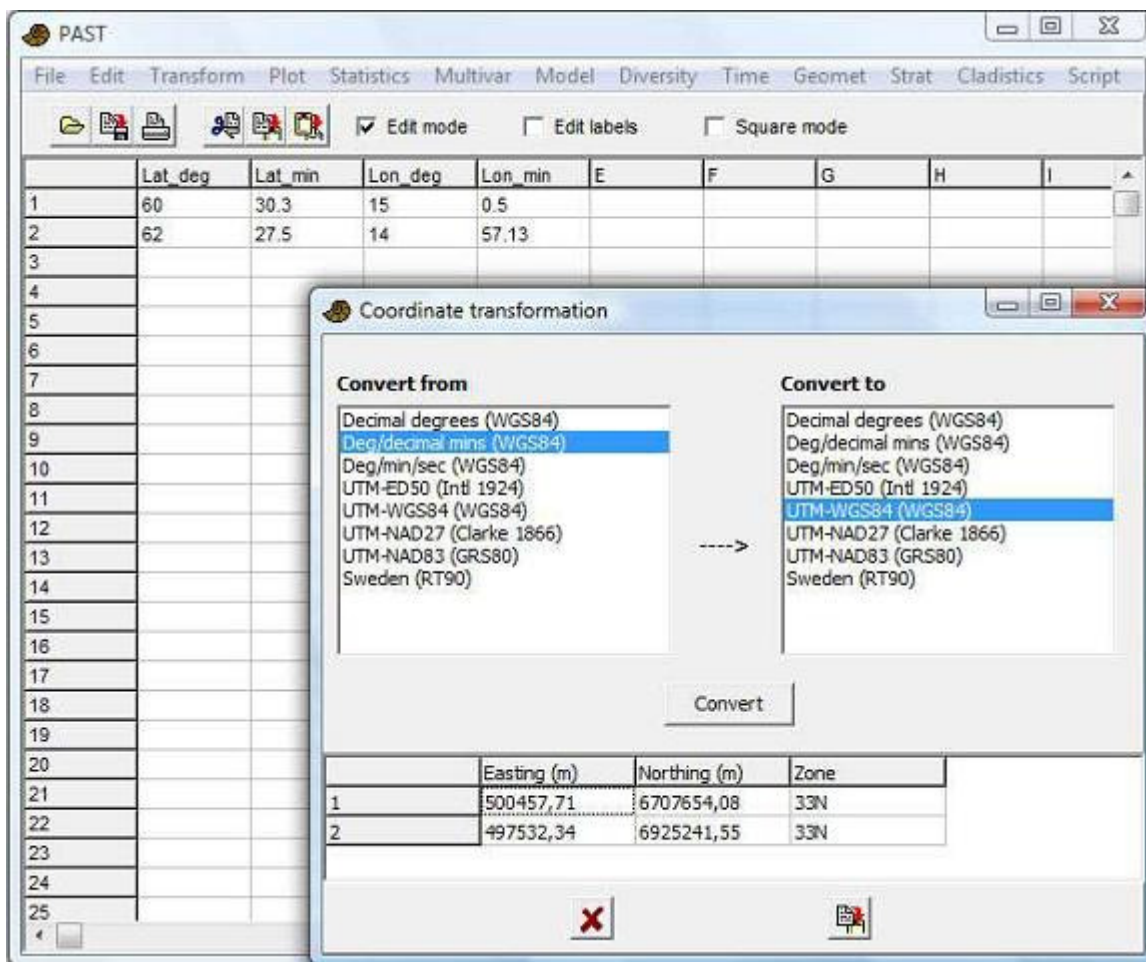 PAST
File Edit Transform Plot Statistics Multivar Model Diversity Time Geomet Strat Cladistics Script
Edit mode Edit labels Square mode
Lat_deg Lat_min Lon_deg Lon_min E F G H I
1 60 30.3 15 0.5
2 62 27.5 14 57.13
3
4
5
6
7
8
9
10
11
12
13
14
15
16
17
18
19
20
21
22
23
24
25
Coordinate transformation
Convert from
Decimal degrees (WGS84)
Deg/decimal mins (WGS84)
Deg/min/sec (WGS84)
UTM-ED50 (Intl 1924)
UTM-WGS84 (WGS84)
UTM-NAD27 (Clarke 1866)
UTM-NAD83 (GRS80)
Sweden (RT90)
---->
Convert to
Decimal degrees (WGS84)
Deg/decimal mins (WGS84)
Deg/min/sec (WGS84)
UTM-ED50 (Intl 1924)
UTM-WGS84 (WGS84)
UTM-NAD27 (Clarke 1866)
UTM-NAD83 (GRS80)
Sweden (RT90)
Convert
Easting (m) Northing (m) Zone
1 500457,71 6707654,08 33N
2 497532,34 6925241,55 33N